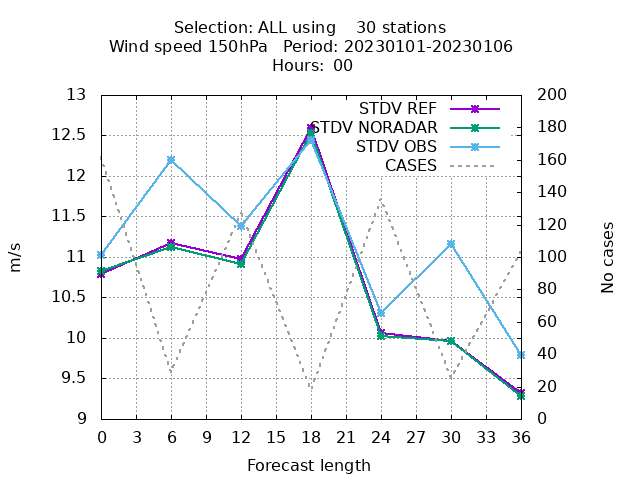 Selection: ALL using    30 stations
Wind speed 150hPa   Period: 20230101-20230106
Hours:  00
13 200
STDV REF
12.5 180
STDV NORADAR
STDV OBS
12 160
CASES
11.5 140
11 120
10.5 100
10 80
9.5 60
9 40
20
0
m/s
No cases
0 3 6 9 12 15 18 21 24 27 30 33 36
Forecast length